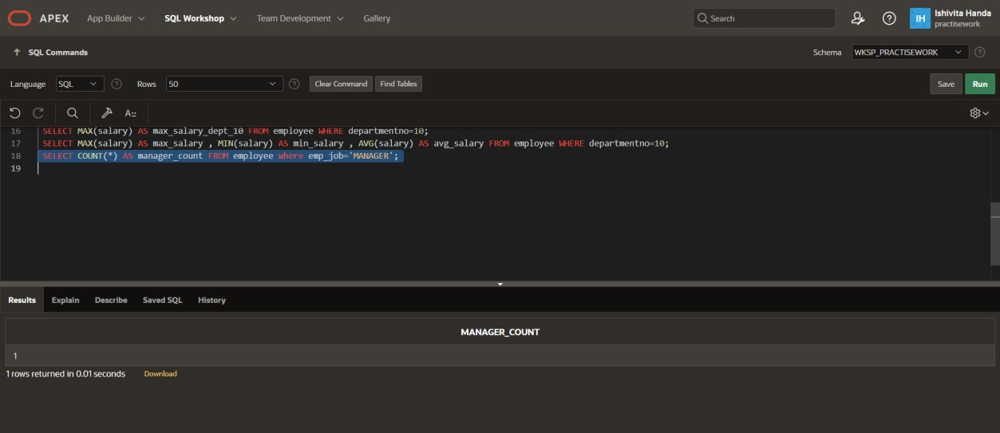 APEX App Builder SQL Workshop Team Development Gallery Search IH Ishivita Handa
practisework
SQL Commands Schema WKSP_PRACTISEWORK
Language SQL Rows 50 Clear Command Find Tables Save Run
16 SELECT MAX(salary) AS max_salary_dept_10 FROM employee WHERE departmentno=10;
17 SELECT MAX(salary) AS max_salary , MIN(salary) AS min_salary , AVG(salary) AS avg_salary FROM employee WHERE departmentno=10;
18 SELECT COUNT(*) AS manager_count FROM employee where emp_job='MANAGER';
19
Results Explain Describe Saved SQL History
MANAGER_COUNT
1
1 rows returned in 0.01 seconds Download